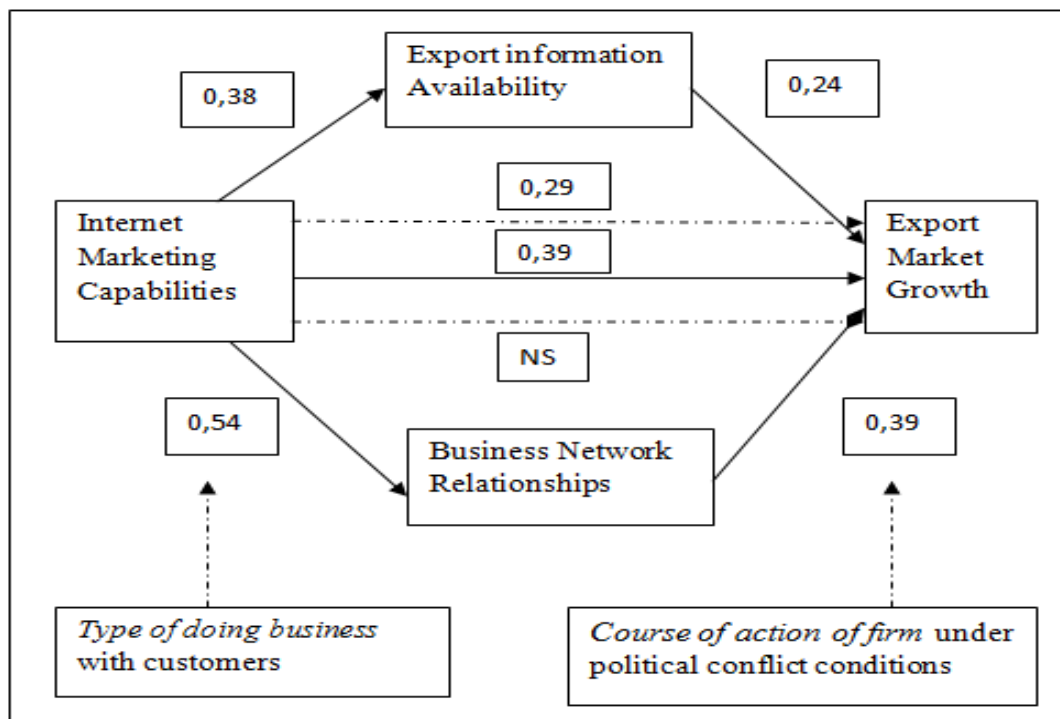 Export information
Availability
0,38
0,24
0,29
Internet
Marketing
Capabilities
0,39
Export
Market
Growth
NS
0,54
Business Network
Relationships
0,39
Type of doing business
with customers
Course of action of firm under
political conflict conditions